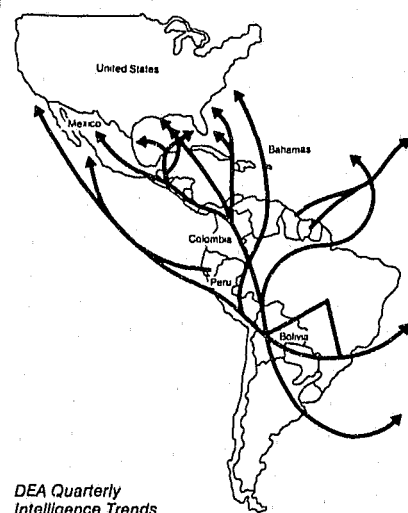 United States
Mexico
Bahamas
Colombia
Peru
Bolivia
DEA Quarterly
Intelligence Trends